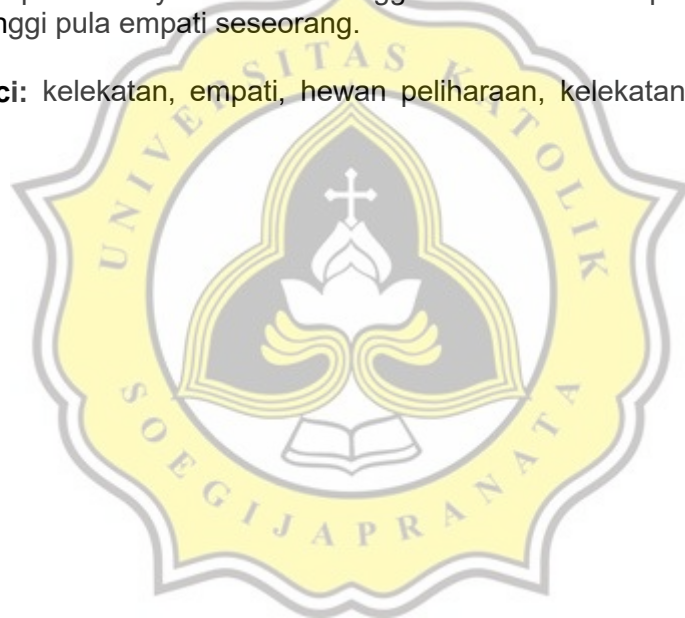 nggi pula empati seseorang.
ci: kelekatan, empati, hewan peliharaan, kelekatan
UNIVERSITAS KATOLIK
SOEGIJAPRANATA